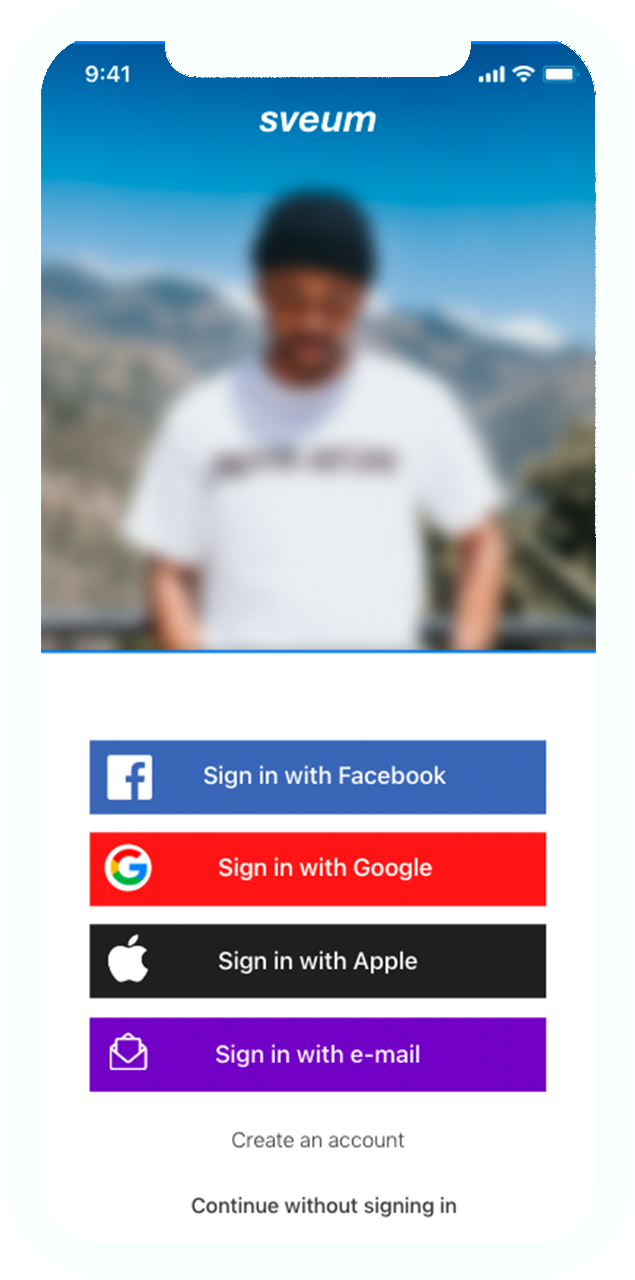 9:41
sveum
Sign in with Facebook
Sign in with Google
Sign in with Apple
Sign in with e-mail
Create an account
Continue without signing in